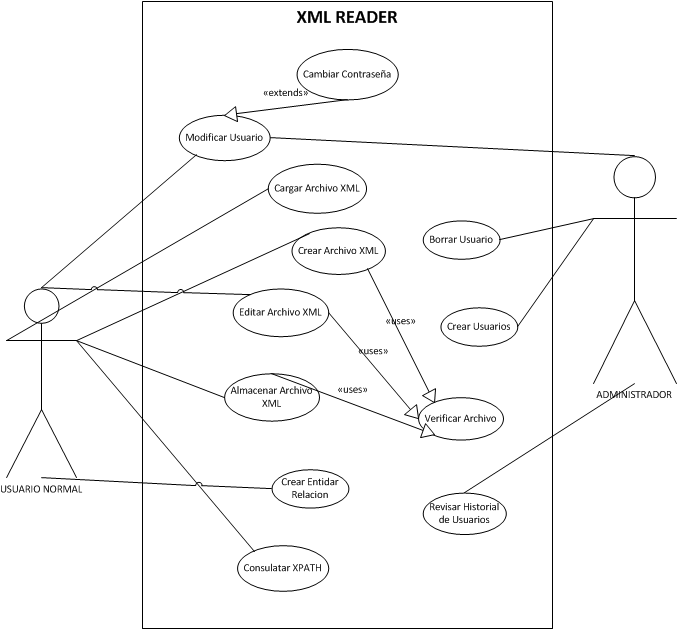 XML READER
Cambiar Contraseña
«extends»
Modificar Usuario
Cargar Archivo XML
Crear Archivo XML
Borrar Usuario
Editar Archivo XML
«uses»
Crear Usuarios
«uses»
Almacenar Archivo
XML
«uses»
ADMINISTRADOR
Verificar Archivo
USUARIO NORMAL
Crear Entidar
Relacion
Revisar Historial
de Usuarios
Consulatar XPATH